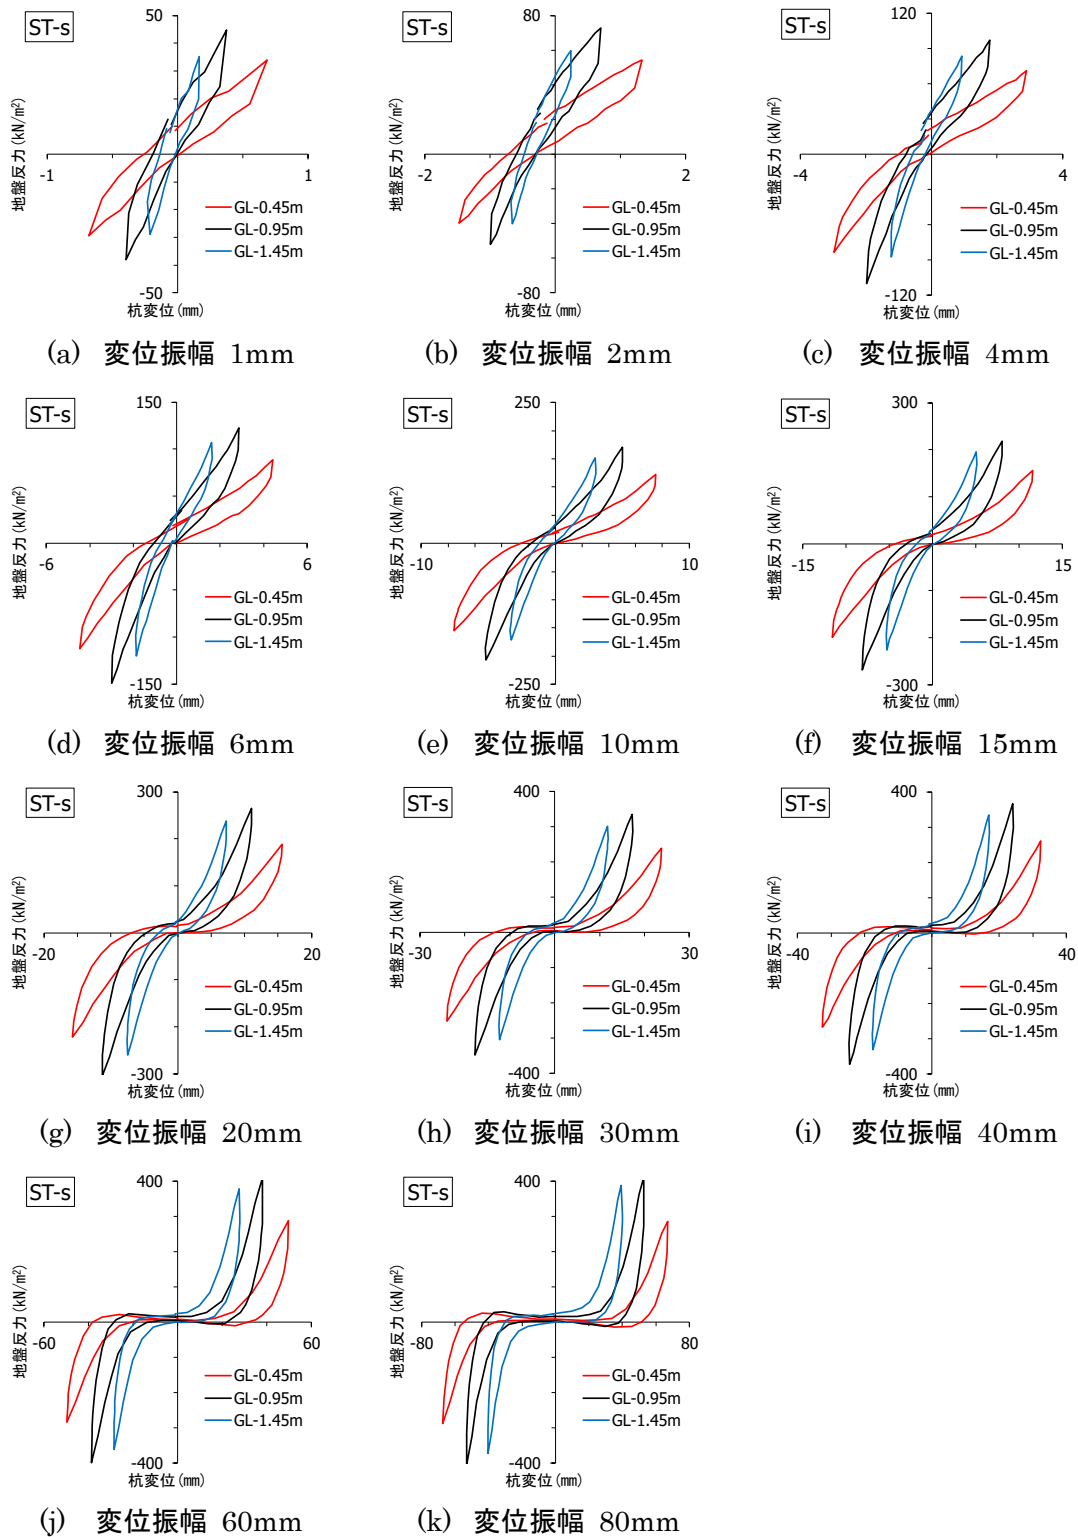 ST-s
50
地盤反力(kN/m²)
-1
1
GL-0.45m
GL-0.95m
GL-1.45m
-50
杭変位(mm)
(a) 変位振幅 1mm
ST-s
80
地盤反力(kN/m²)
-2
2
GL-0.45m
GL-0.95m
GL-1.45m
-80
杭変位(mm)
(b) 変位振幅 2mm
ST-s
120
地盤反力(kN/m²)
-4
4
GL-0.45m
GL-0.95m
GL-1.45m
-120
杭変位(mm)
(c) 変位振幅 4mm
ST-s
150
地盤反力(kN/m²)
-6
6
GL-0.45m
GL-0.95m
GL-1.45m
-150
杭変位(mm)
(d) 変位振幅 6mm
ST-s
250
地盤反力(kN/m²)
-10
10
GL-0.45m
GL-0.95m
GL-1.45m
-250
杭変位(mm)
(e) 変位振幅 10mm
ST-s
300
地盤反力(kN/m²)
-15
15
GL-0.45m
GL-0.95m
GL-1.45m
-300
杭変位(mm)
(f) 変位振幅 15mm
ST-s
300
地盤反力(kN/m²)
-20
20
GL-0.45m
GL-0.95m
GL-1.45m
-300
杭変位(mm)
(g) 変位振幅 20mm
ST-s
400
地盤反力(kN/m²)
-30
30
GL-0.45m
GL-0.95m
GL-1.45m
-400
杭変位(mm)
(h) 変位振幅 30mm
ST-s
400
地盤反力(kN/m²)
-40
40
GL-0.45m
GL-0.95m
GL-1.45m
-400
杭変位(mm)
(i) 変位振幅 40mm
ST-s
400
地盤反力(kN/m²)
-60
60
GL-0.45m
GL-0.95m
GL-1.45m
-400
杭変位(mm)
(j) 変位振幅 60mm
ST-s
400
地盤反力(kN/m²)
-80
80
GL-0.45m
GL-0.95m
GL-1.45m
-400
杭変位(mm)
(k) 変位振幅 80mm